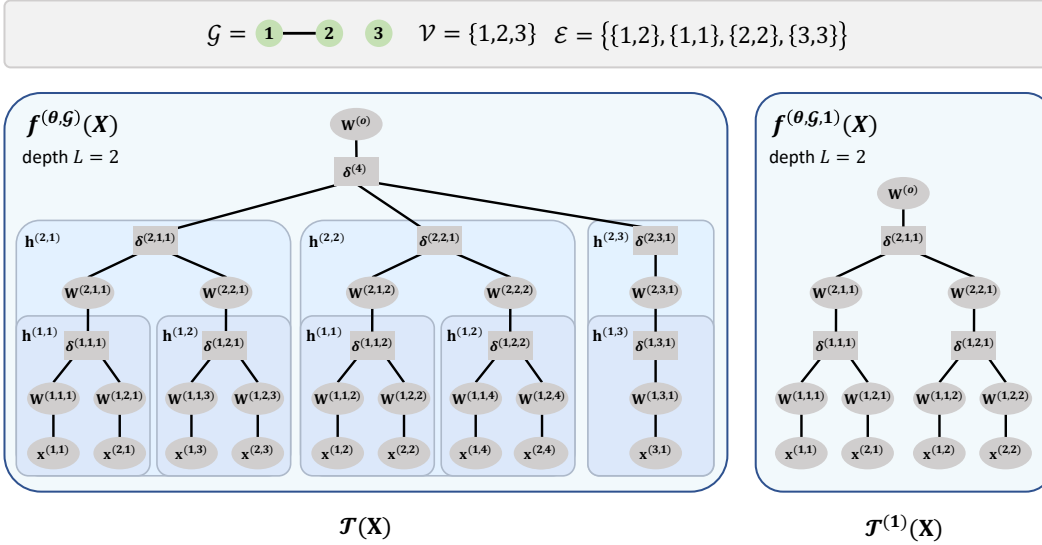 𝒢 = 1 2 3 𝒱 = {1,2,3} ℰ = {{1,2}, {1,1}, {2,2}, {3,3}}
f^(θ,𝒢)(X)
depth L = 2
W^(o)
δ^(4)
h^(2,1) δ^(2,1,1) h^(2,2) δ^(2,2,1) h^(2,3) δ^(2,3,1)
W^(2,1,1) W^(2,2,1) W^(2,1,2) W^(2,2,2) W^(2,3,1)
h^(1,1) δ^(1,1,1) h^(1,2) δ^(1,2,1) h^(1,1) δ^(1,1,2) h^(1,2) δ^(1,2,2) h^(1,3) δ^(1,3,1)
W^(1,1,1) W^(1,2,1) W^(1,1,3) W^(1,2,3) W^(1,1,2) W^(1,2,2) W^(1,1,4) W^(1,2,4) W^(1,3,1)
x^(1,1) x^(2,1) x^(1,3) x^(2,3) x^(1,2) x^(2,2) x^(1,4) x^(2,4) x^(3,1)
𝒯(X)
f^(θ,𝒢,1)(X)
depth L = 2
W^(o)
δ^(2,1,1)
W^(2,1,1) W^(2,2,1)
δ^(1,1,1) δ^(1,2,1)
W^(1,1,1) W^(1,2,1) W^(1,1,2) W^(1,2,2)
x^(1,1) x^(2,1) x^(1,2) x^(2,2)
𝒯^(1)(X)